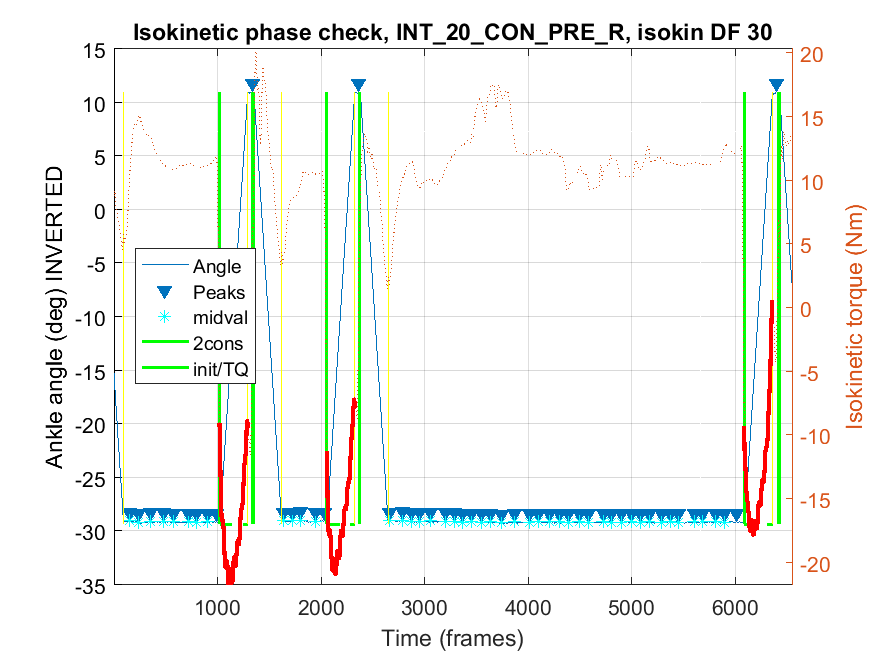 Isokinetic phase check, INT_20_CON_PRE_R, isokin DF 30
15
10
5
0
-5
-10
-15
-20
-25
-30
-35
Ankle angle (deg) INVERTED
Angle
Peaks
midval
2cons
init/TQ
20
15
10
5
0
-5
-10
-15
-20
Isokinetic torque (Nm)
1000 2000 3000 4000 5000 6000
Time (frames)